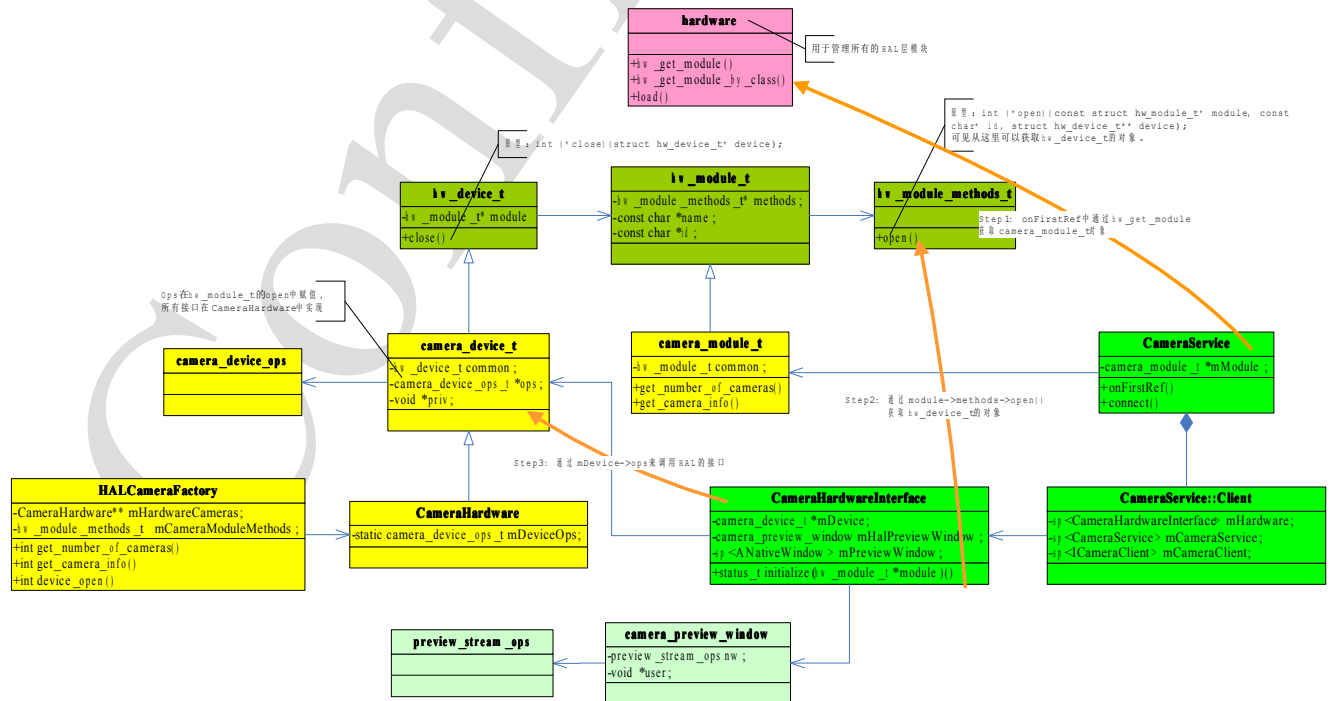 hardware
+hw_get_module()
+hw_get_module_by_class()
+load()
用于管理所有的HAL层模块
原型：int (*open)(const struct hw_module_t* module, const
char* id, struct hw_device_t** device);
可见从这里可以获取hw_device_t的对象。
原型：int (*close)(struct hw_device_t* device);
hw_device_t
-hw_module_t* module
+close()
hw_module_t
-hw_module_methods_t* methods;
-const char *name;
-const char *id;
hw_module_methods_t
+open()
Step1: onFirstRef中通过hw_get_module
获取camera_module_t对象
Ops在hw_module_t的open中赋值，
所有接口在CameraHardware中实现
camera_device_ops
camera_device_t
-hw_device_t common;
-camera_device_ops_t *ops;
-void *priv;
camera_module_t
-hw_module_t common;
+get_number_of_cameras()
+get_camera_info()
CameraService
-camera_module_t *mModule;
+onFirstRef()
+connect()
Step2: 通过module->methods->open()
获取hw_device_t的对象
Step3: 通过mDevice->ops来调用HAL的接口
HALCameraFactory
-CameraHardware** mHardwareCameras;
-hw_module_methods_t mCameraModuleMethods;
+int get_number_of_cameras()
+int get_camera_info()
+int device_open()
CameraHardware
-static camera_device_ops_t mDeviceOps;
CameraHardwareInterface
-camera_device_t *mDevice;
-camera_preview_window mHalPreviewWindow;
-sp<ANativeWindow> mPreviewWindow;
+status_t initialize(hw_module_t *module)()
CameraService::Client
-sp<CameraHardwareInterface> mHardware;
-sp<CameraService> mCameraService;
-sp<ICameraClient> mCameraClient;
preview_stream_ops
camera_preview_window
-preview_stream_ops nw;
-void *user;